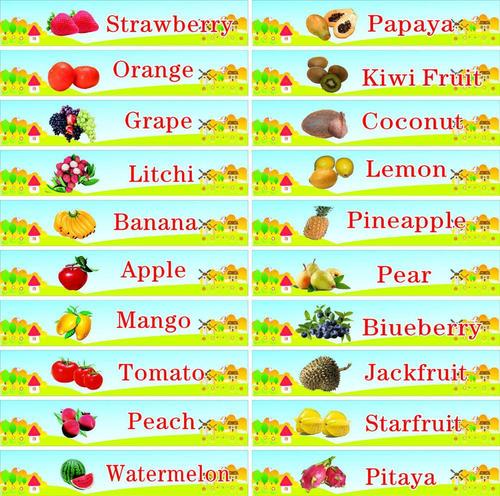 Strawberry
Papaya
Orange
Kiwi Fruit
Grape
Coconut
Litchi
Lemon
Banana
Pineapple
Apple
Pear
Mango
Biueberry
Tomato
Jackfruit
Peach
Starfruit
Watermelon
Pitaya